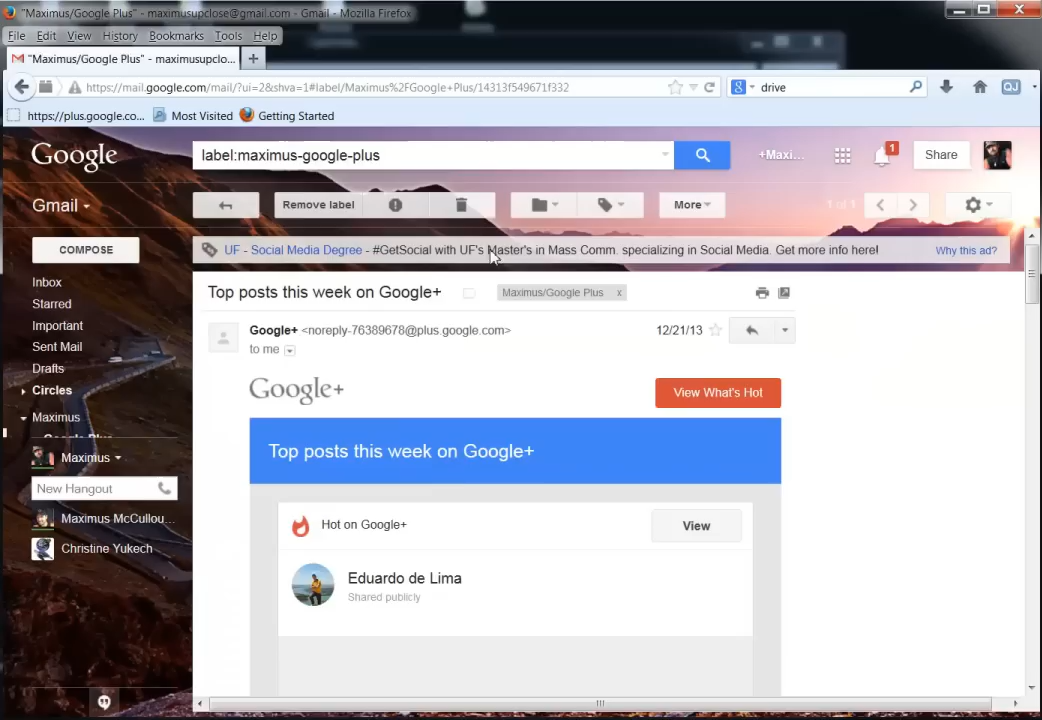 "Maximus/Google Plus" - maximusupclose@gmail.com - Gmail - Mozilla Firefox
File Edit View History Bookmarks Tools Help
"Maximus/Google Plus" - maximusupclo... +
https://mail.google.com/mail/?ui=2&shva=1#label/Maximus%2FGoogle+Plus/14313f549671f332
drive
https://plus.google.co... Most Visited Getting Started
Google
label:maximus-google-plus
+Maxi...
1
Share
Gmail
Remove label
More
1 of 1
COMPOSE
UF - Social Media Degree - #GetSocial with UF's Master's in Mass Comm. specializing in Social Media. Get more info here! Why this ad?
Inbox
Starred
Important
Sent Mail
Drafts
Circles
Maximus
Google Plus
Maximus
New Hangout
Maximus McCullou...
Christine Yukech
Top posts this week on Google+
Maximus/Google Plus x
Google+ <noreply-76389678@plus.google.com>
12/21/13
to me
Google+
View What's Hot
Top posts this week on Google+
Hot on Google+
View
Eduardo de Lima
Shared publicly